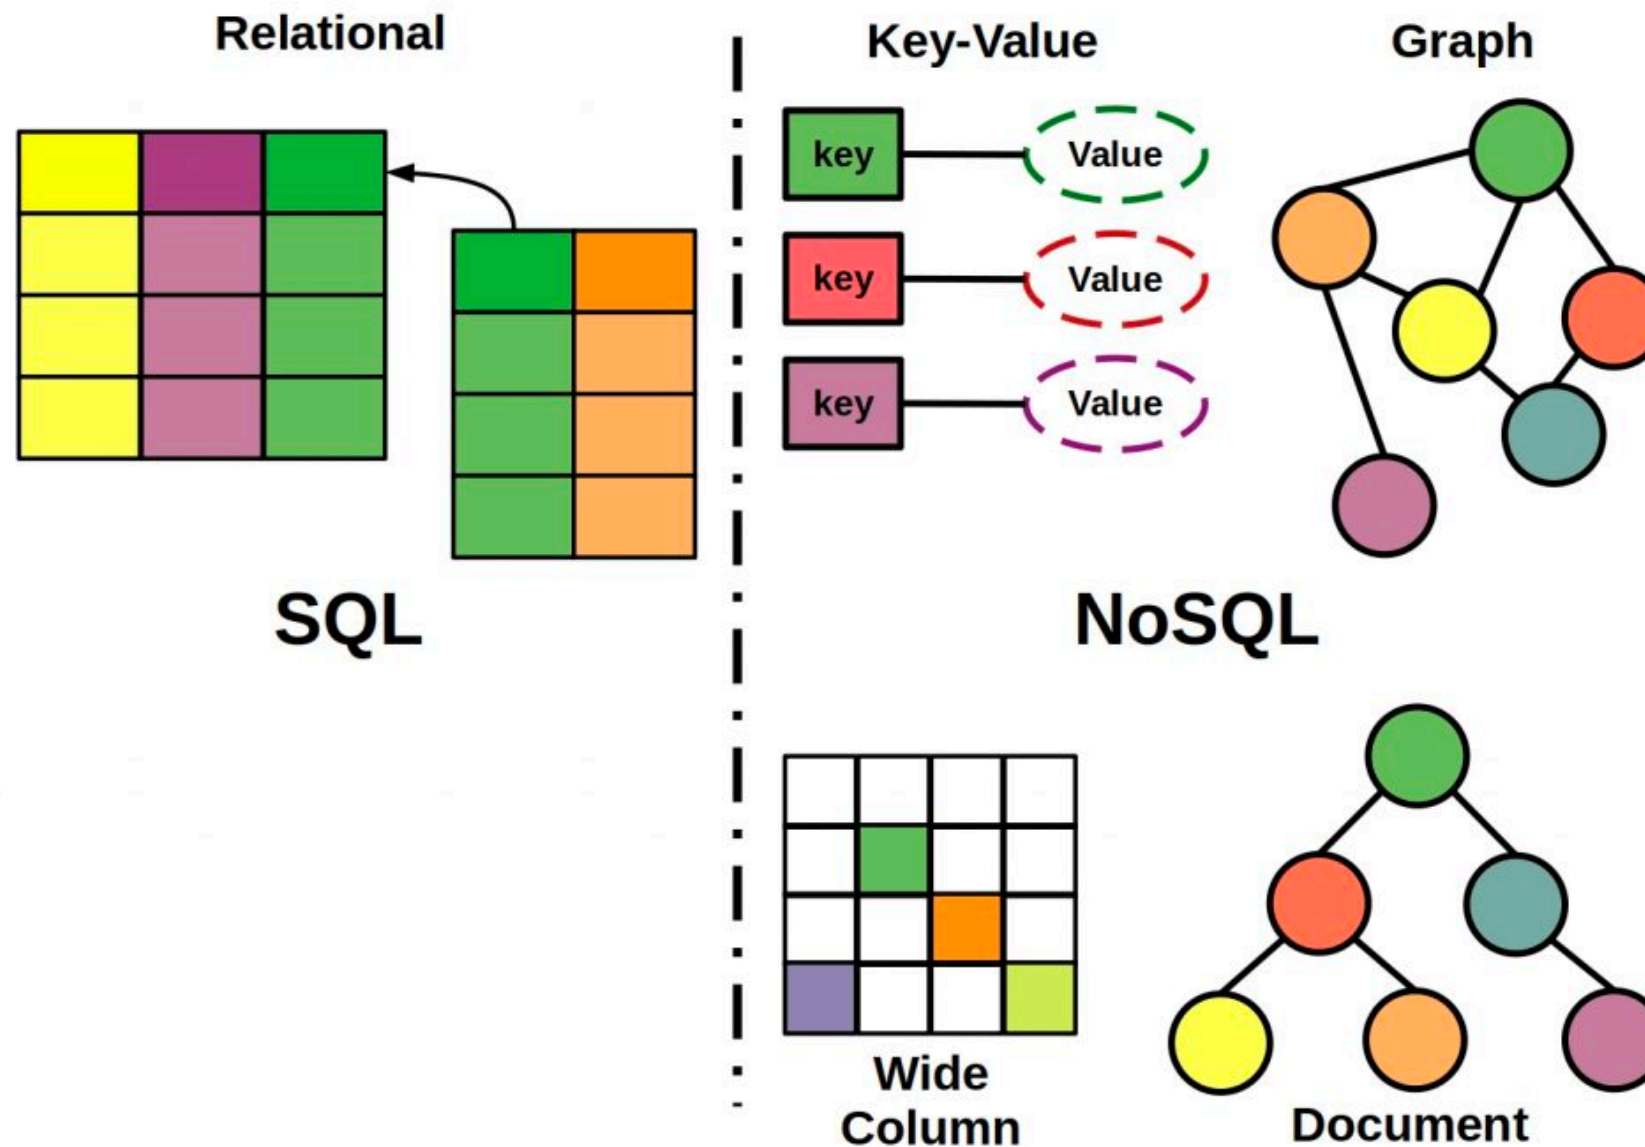 Relational
Key-Value
Graph
key
Value
key
Value
key
Value
SQL
NoSQL
Wide
Column
Document